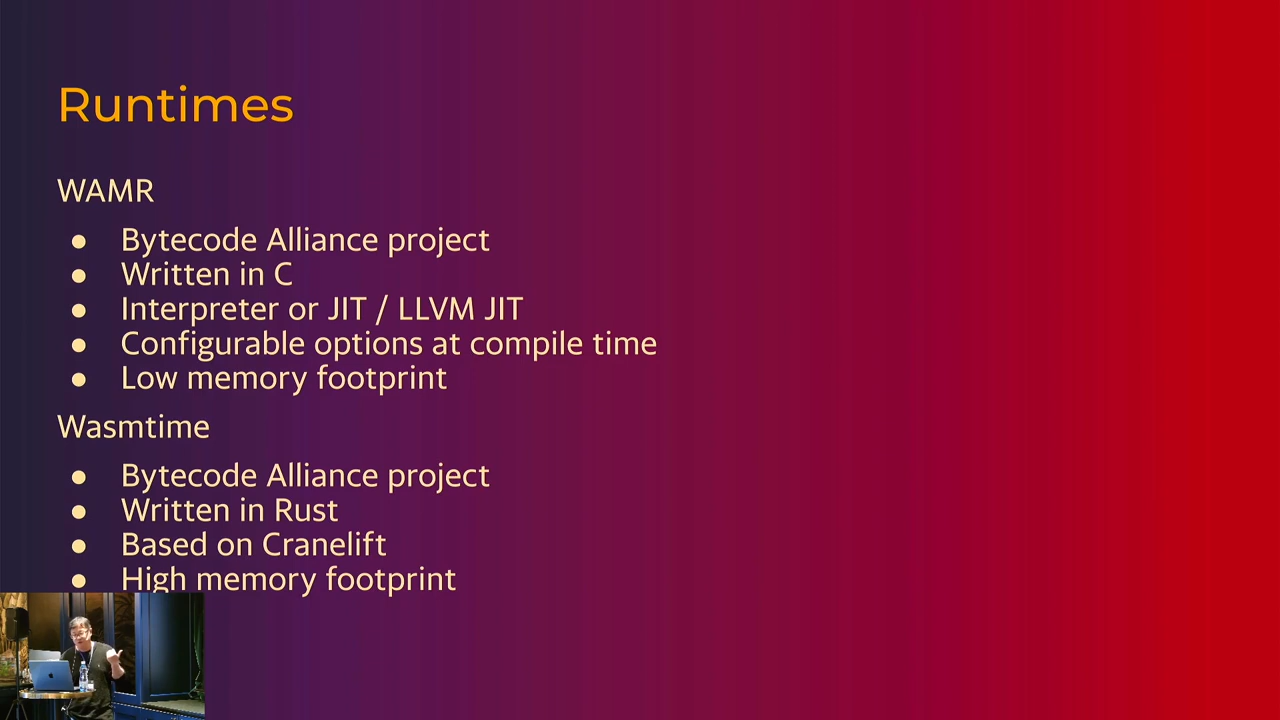 Runtimes
WAMR
● Bytecode Alliance project
● Written in C
● Interpreter or JIT / LLVM JIT
● Configurable options at compile time
● Low memory footprint
Wasmtime
● Bytecode Alliance project
● Written in Rust
● Based on Cranelift
● High memory footprint